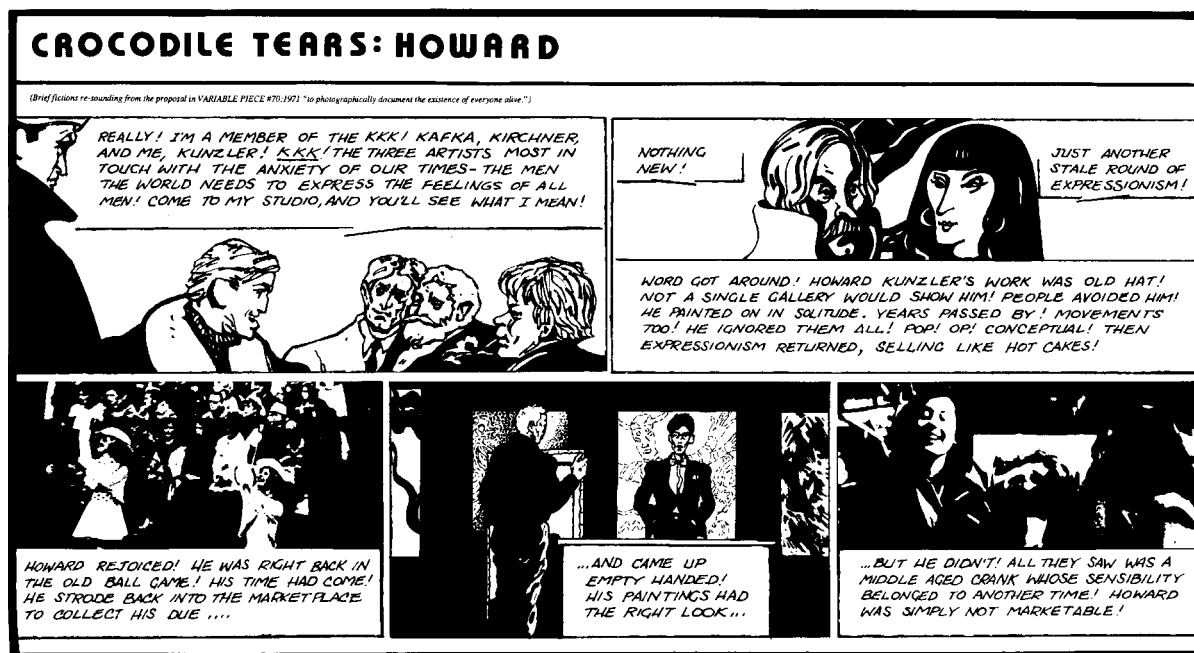 CROCODILE TEARS: HOWARD
(Brief fictions re-sounding from the proposal in VARIABLE PIECE #70:1971 "to photographically document the existence of everyone alive.")
REALLY! I'M A MEMBER OF THE KKK! KAFKA, KIRCHNER,
AND ME, KUNZLER! KKK! THE THREE ARTISTS MOST IN
TOUCH WITH THE ANXIETY OF OUR TIMES- THE MEN
THE WORLD NEEDS TO EXPRESS THE FEELINGS OF ALL
MEN! COME TO MY STUDIO, AND YOU'LL SEE WHAT I MEAN!
NOTHING
NEW!
JUST ANOTHER
STALE ROUND OF
EXPRESSIONISM!
WORD GOT AROUND! HOWARD KUNZLER'S WORK WAS OLD HAT!
NOT A SINGLE GALLERY WOULD SHOW HIM! PEOPLE AVOIDED HIM!
HE PAINTED ON IN SOLITUDE. YEARS PASSED BY! MOVEMENTS
TOO! HE IGNORED THEM ALL! POP! OP! CONCEPTUAL! THEN
EXPRESSIONISM RETURNED, SELLING LIKE HOT CAKES!
HOWARD REJOICED! HE WAS RIGHT BACK IN
THE OLD BALL GAME! HIS TIME HAD COME!
HE STRODE BACK INTO THE MARKETPLACE
TO COLLECT HIS DUE ....
...AND CAME UP
EMPTY HANDED!
HIS PAINTINGS HAD
THE RIGHT LOOK...
...BUT HE DIDN'T! ALL THEY SAW WAS A
MIDDLE AGED CRANK WHOSE SENSIBILITY
BELONGED TO ANOTHER TIME! HOWARD
WAS SIMPLY NOT MARKETABLE!